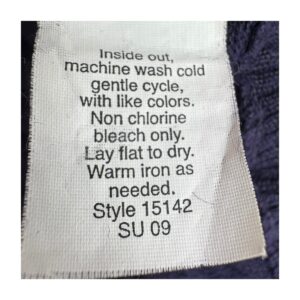 Inside out,
machine wash cold
gentle cycle,
with like colors.
Non chlorine
bleach only.
Lay flat to dry.
Warm iron as
needed.
Style 15142
SU 09